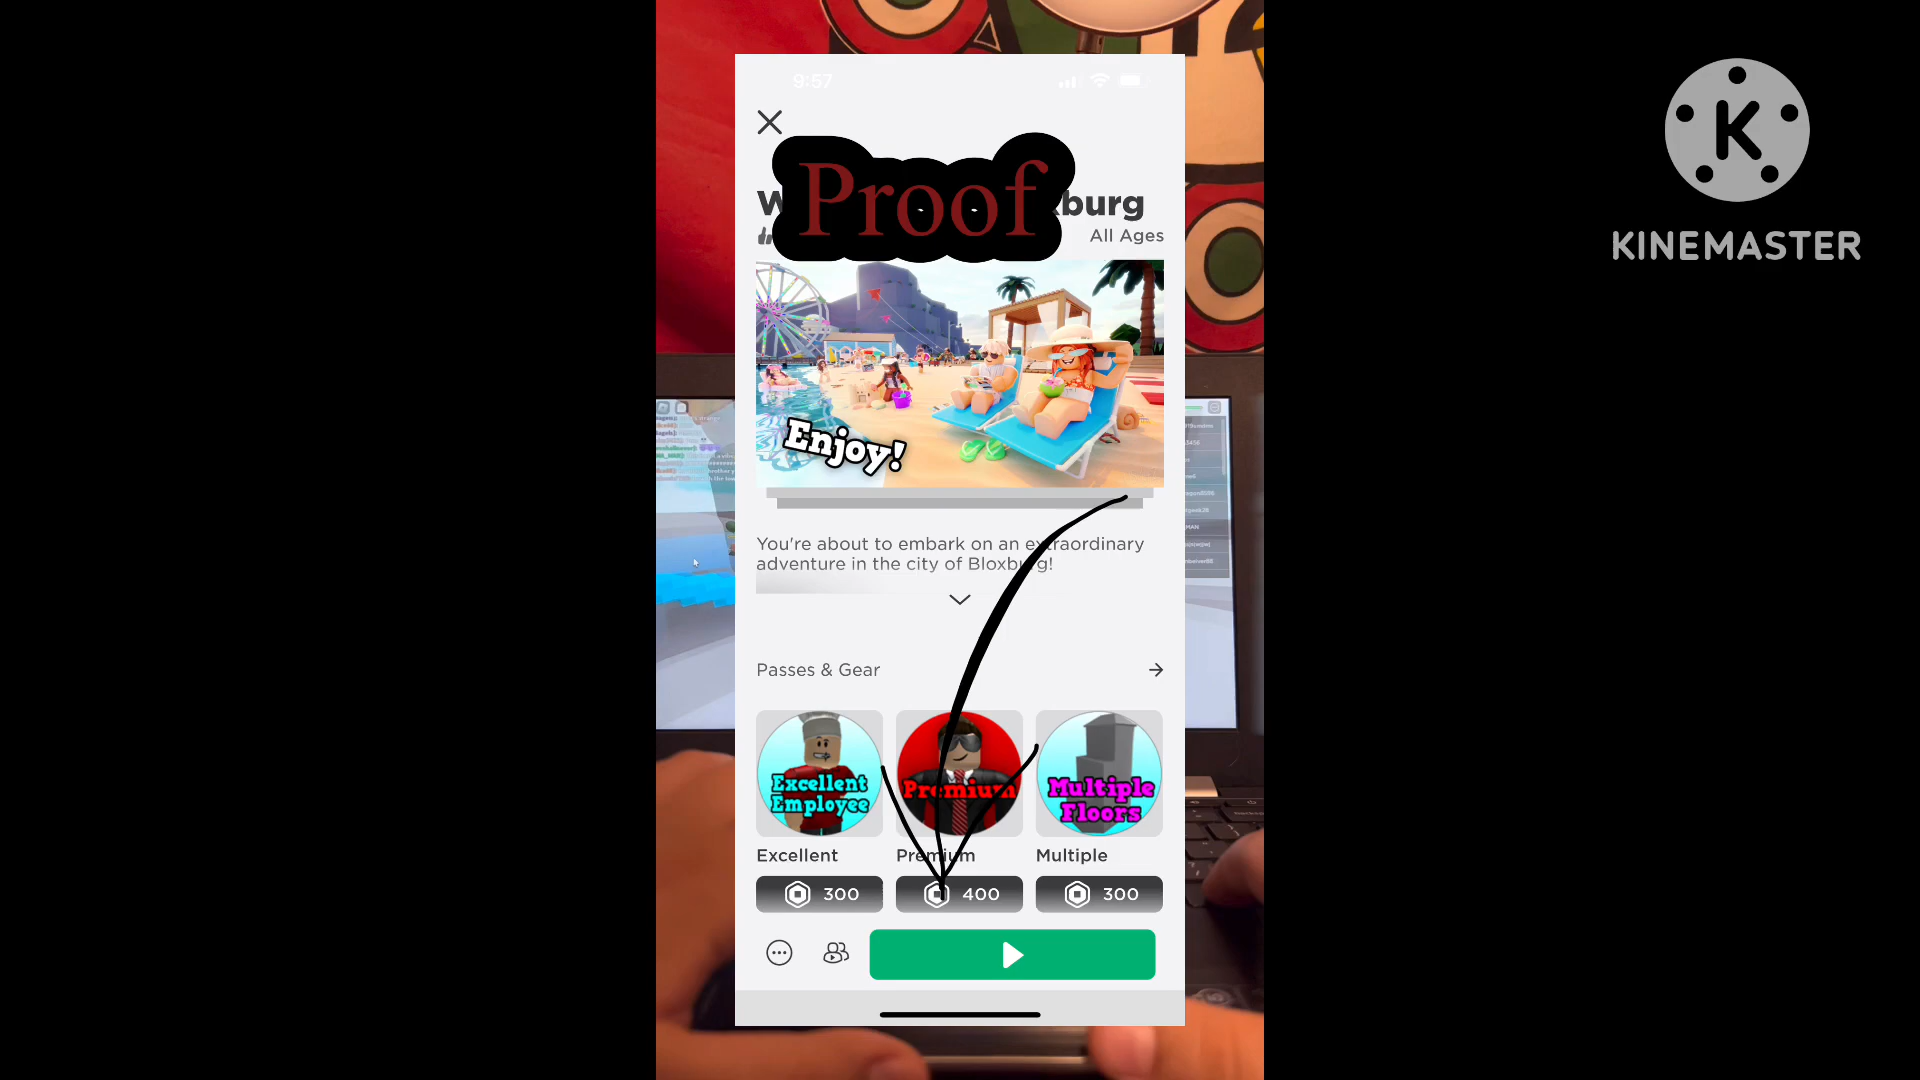 9:57
Proof
xburg
All Ages
Enjoy!
You're about to embark on an extraordinary
adventure in the city of Bloxburg!
Passes & Gear
Excellent
Employee
Premium
Multiple
Floors
Excellent
Premium
Multiple
300
400
300
K
KINEMASTER